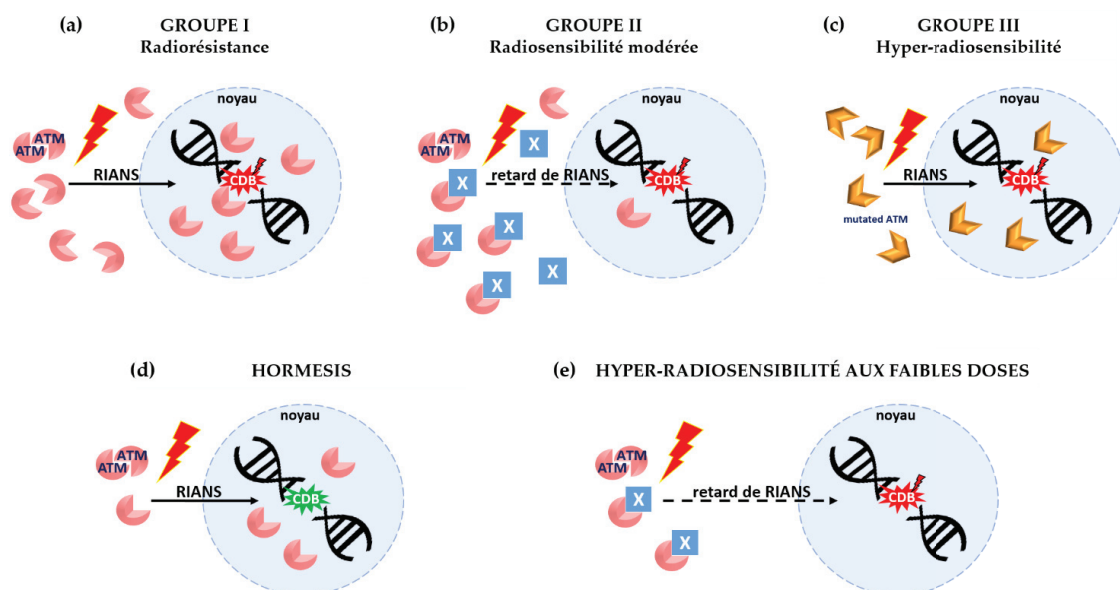 (a) GROUPE I
Radiorésistance
noyau
ATM
ATM
RIANS
CDB
(b) GROUPE II
Radiosensibilité modérée
noyau
ATM
ATM
X
X
retard de RIANS
CDB
X
X
X
X
(c) GROUPE III
Hyper-radiosensibilité
noyau
RIANS
CDB
mutated ATM
(d) HORMESIS
noyau
ATM
ATM
RIANS
CDB
(e) HYPER-RADIOSENSIBILITÉ AUX FAIBLES DOSES
noyau
ATM
ATM
X
retard de RIANS
CDB
X